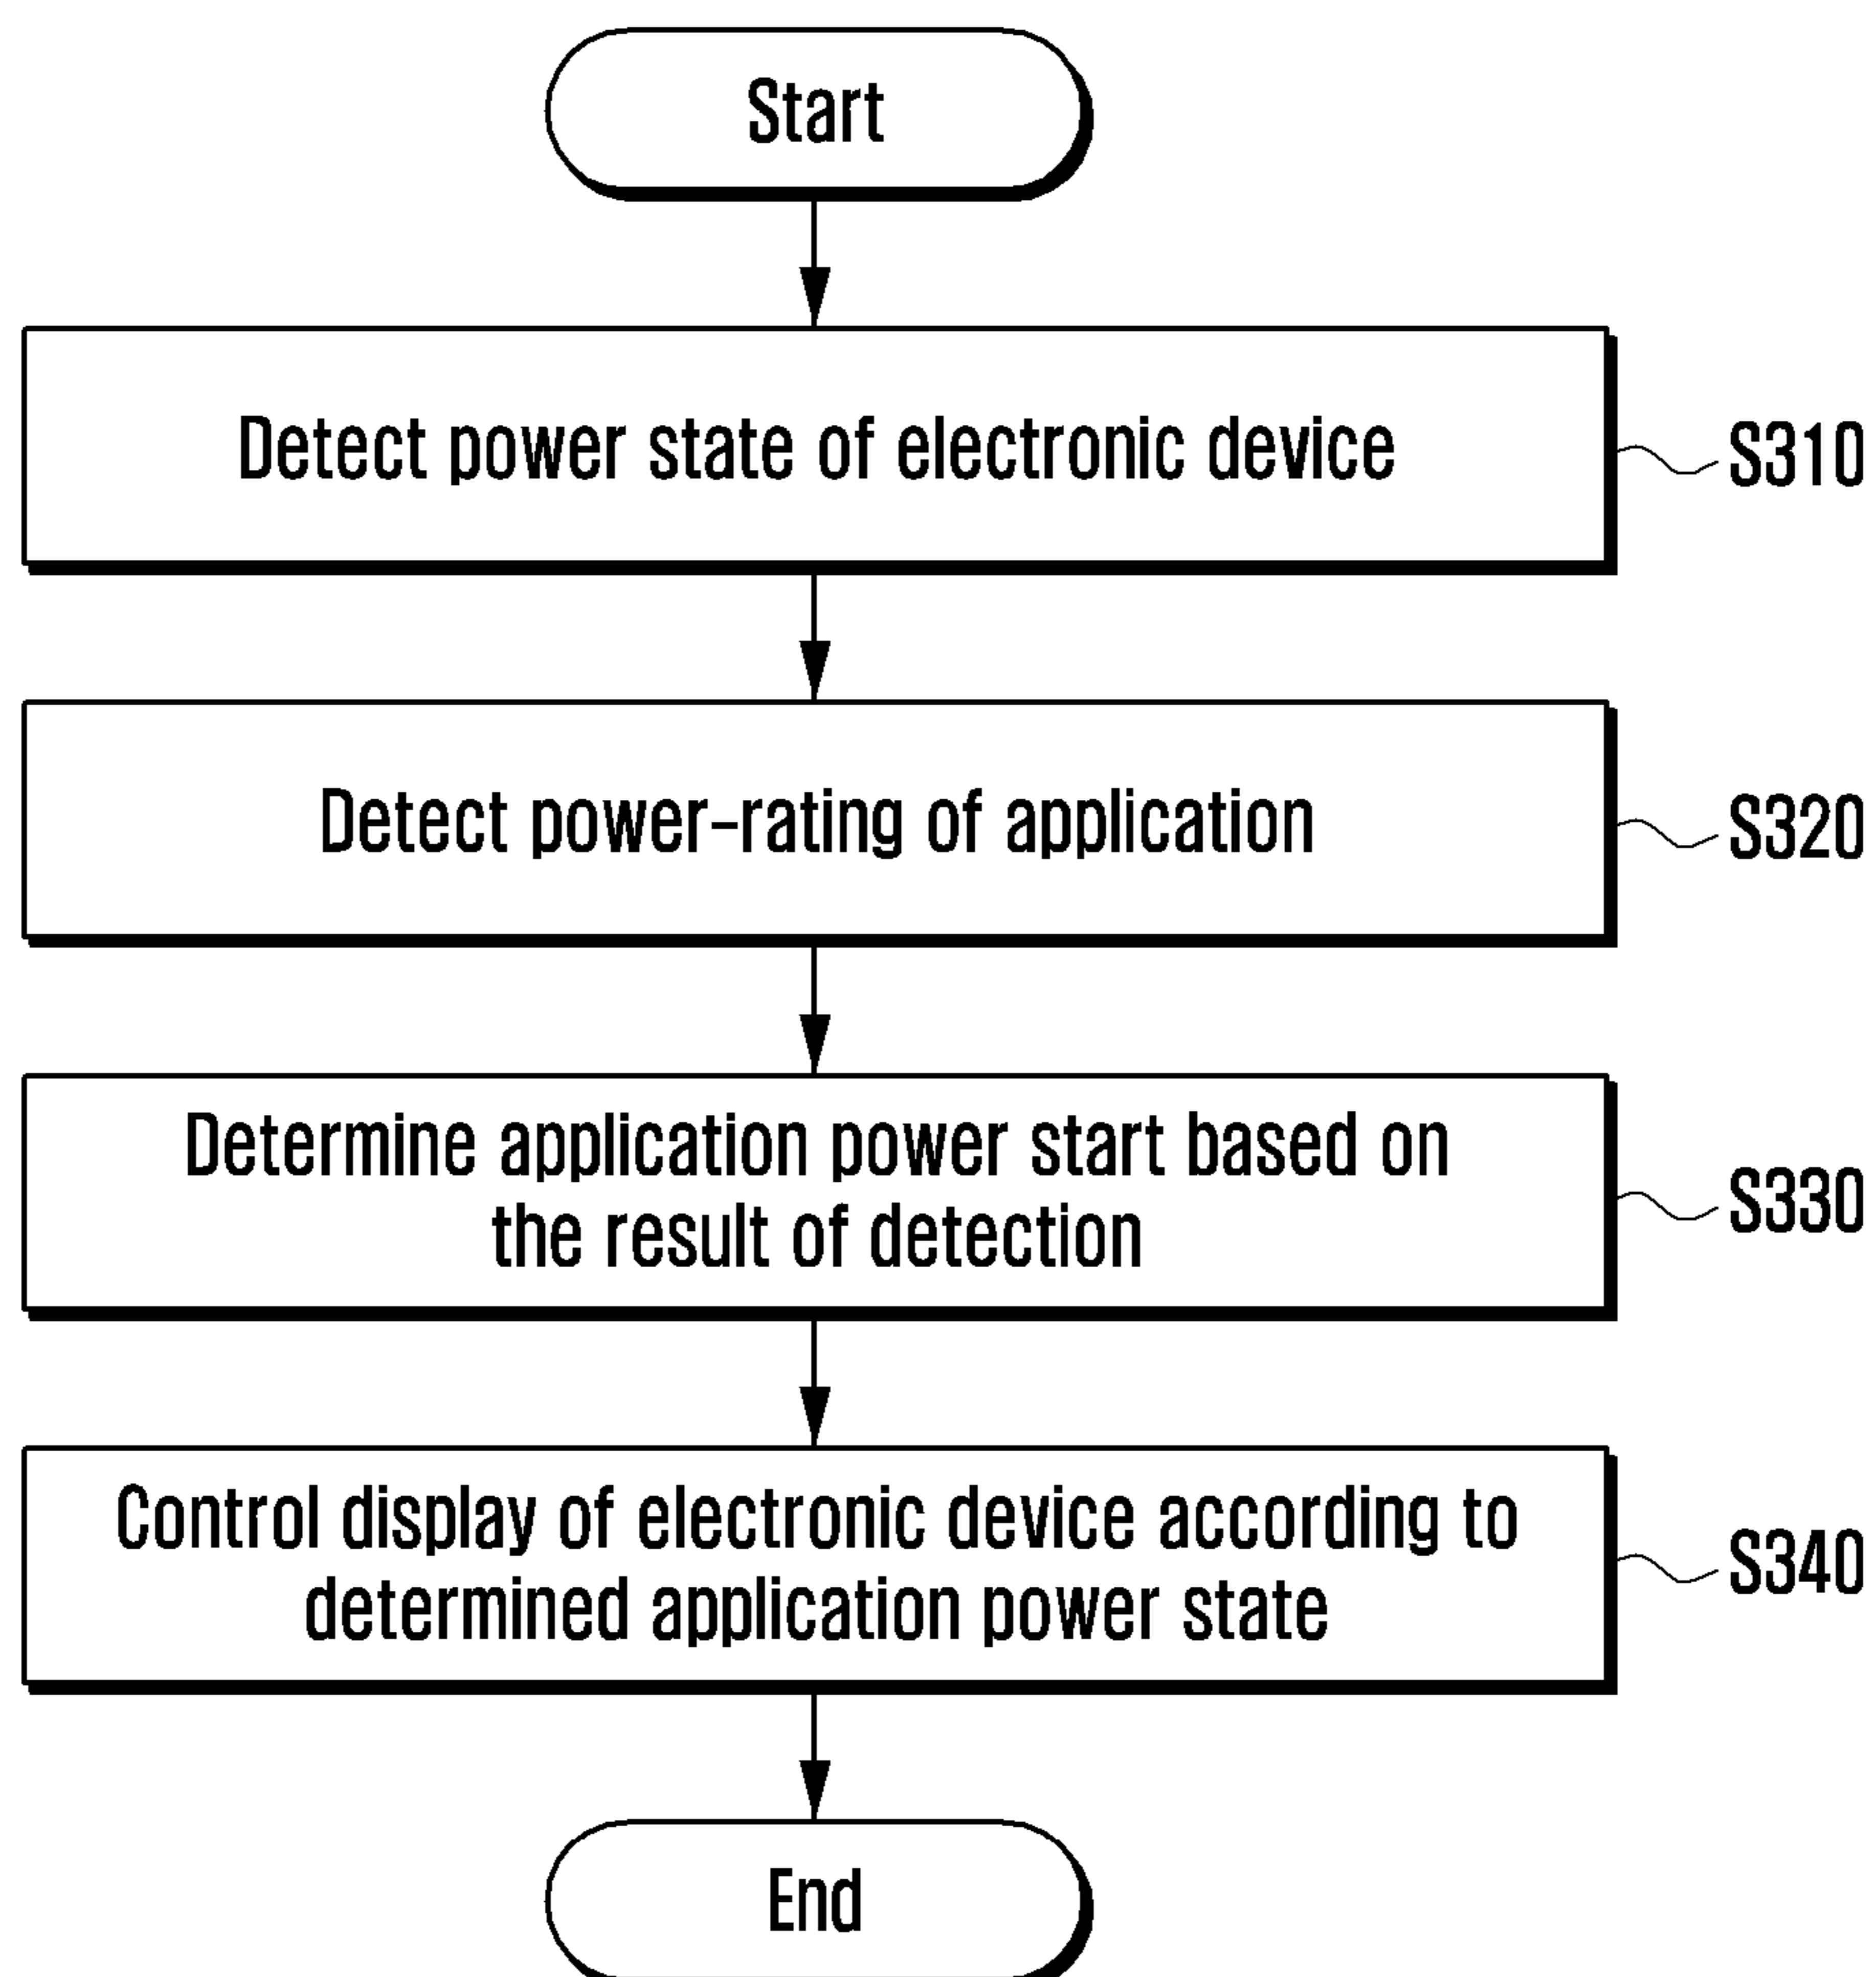 Start
Detect power state of electronic device
S310
Detect power-rating of application
S320
Determine application power start based on
the result of detection
S330
Control display of electronic device according to
determined application power state
S340
End